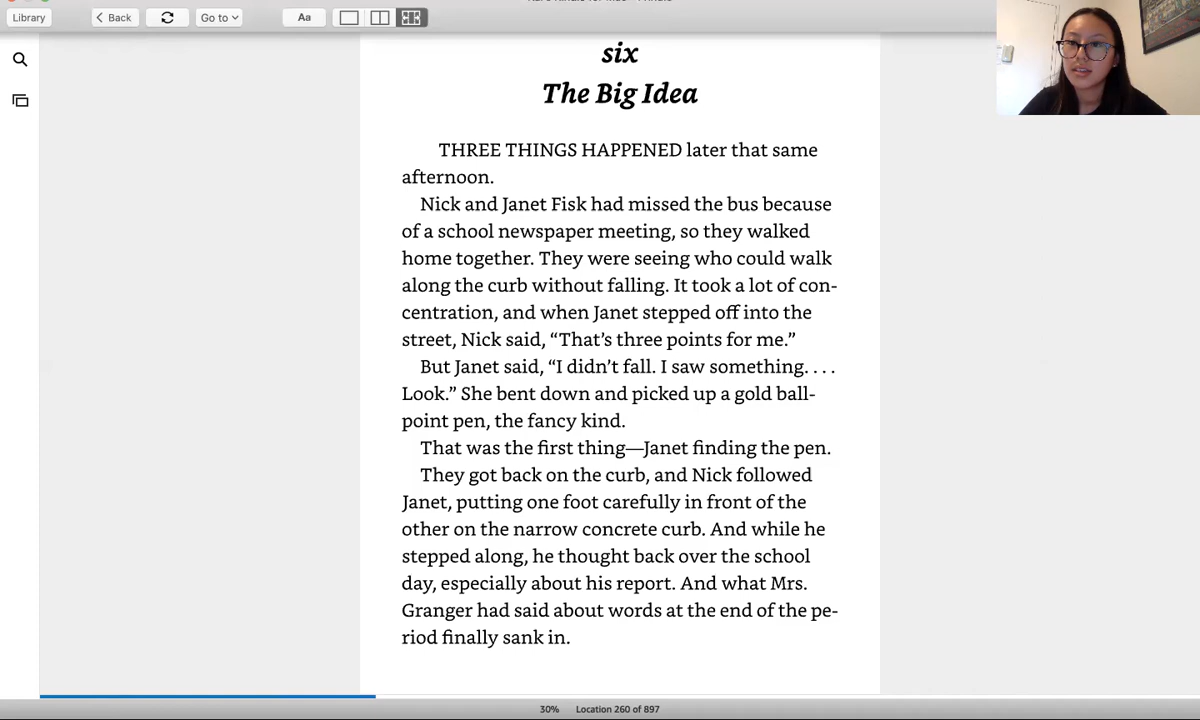 Library
Back
Go to
Aa
six
The Big Idea
THREE THINGS HAPPENED later that same
afternoon.
Nick and Janet Fisk had missed the bus because
of a school newspaper meeting, so they walked
home together. They were seeing who could walk
along the curb without falling. It took a lot of con-
centration, and when Janet stepped off into the
street, Nick said, “That’s three points for me.”
But Janet said, “I didn’t fall. I saw something. . . .
Look.” She bent down and picked up a gold ball-
point pen, the fancy kind.
That was the first thing—Janet finding the pen.
They got back on the curb, and Nick followed
Janet, putting one foot carefully in front of the
other on the narrow concrete curb. And while he
stepped along, he thought back over the school
day, especially about his report. And what Mrs.
Granger had said about words at the end of the pe-
riod finally sank in.
30% Location 260 of 897